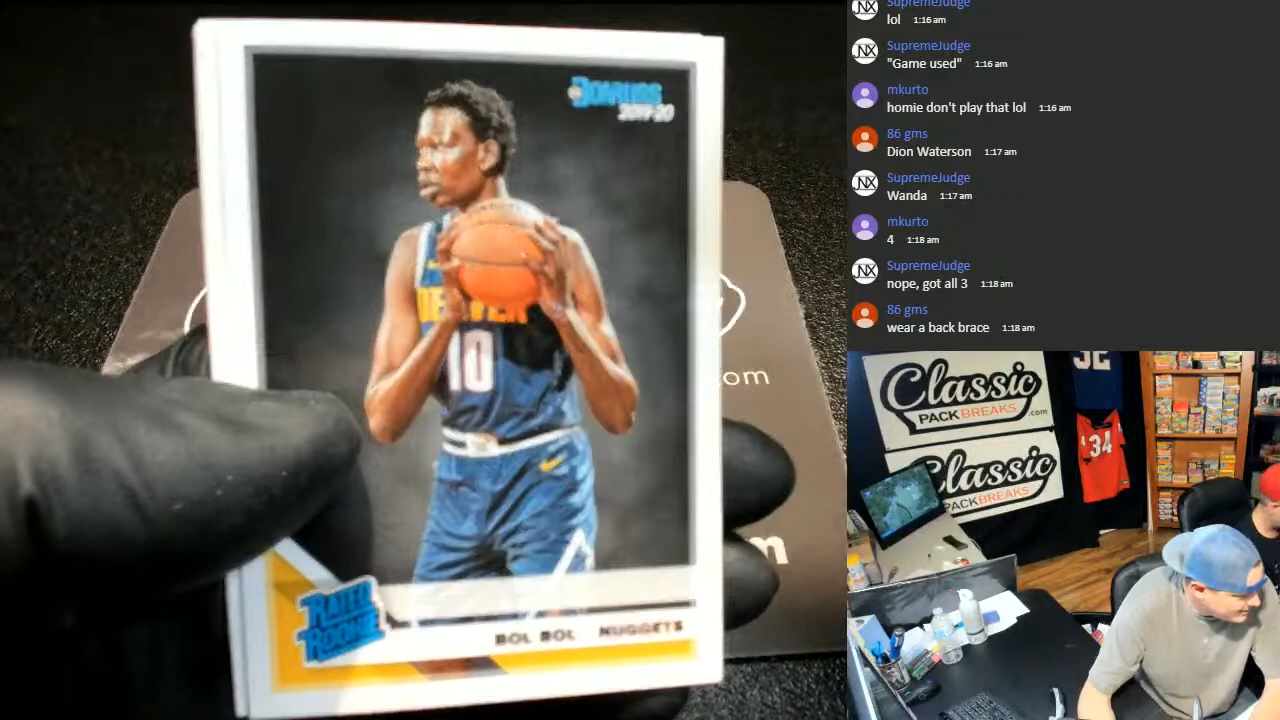 DONRUSS
2019-20
DENVER
10
RATED
ROOKIE
BOL BOL NUGGETS
.com
m
SupremeJudge
lol 1:16 am
SupremeJudge
"Game used" 1:16 am
mkurto
homie don't play that lol 1:16 am
86 gms
Dion Waterson 1:17 am
SupremeJudge
Wanda 1:17 am
mkurto
4 1:18 am
SupremeJudge
nope, got all 3 1:18 am
86 gms
wear a back brace 1:18 am
Classic
PACK BREAKS .com
Classic
PACK BREAKS
32
34